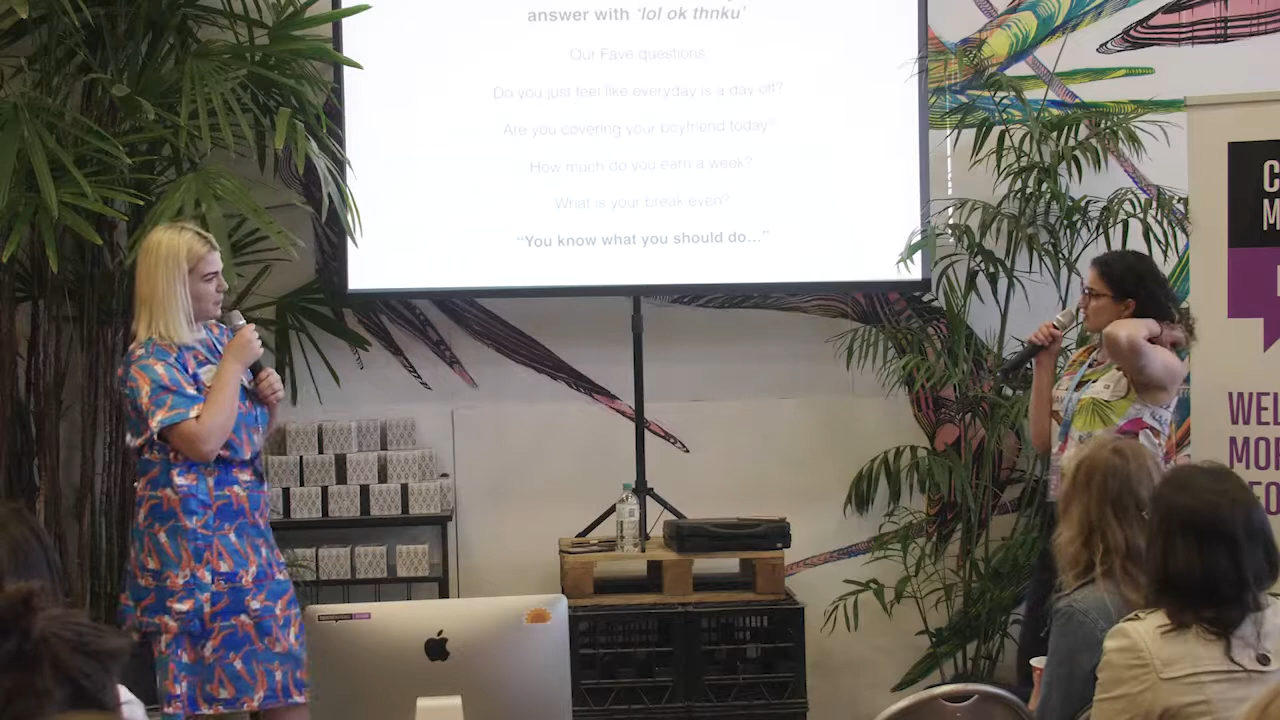 answer with ‘lol ok thnku’
Our Fave questions
Do you just feel like everyday is a day off?
Are you covering your boyfriend today?
How much do you earn a week?
What is your break even?
“You know what you should do...”
C
M
WEL
MOR